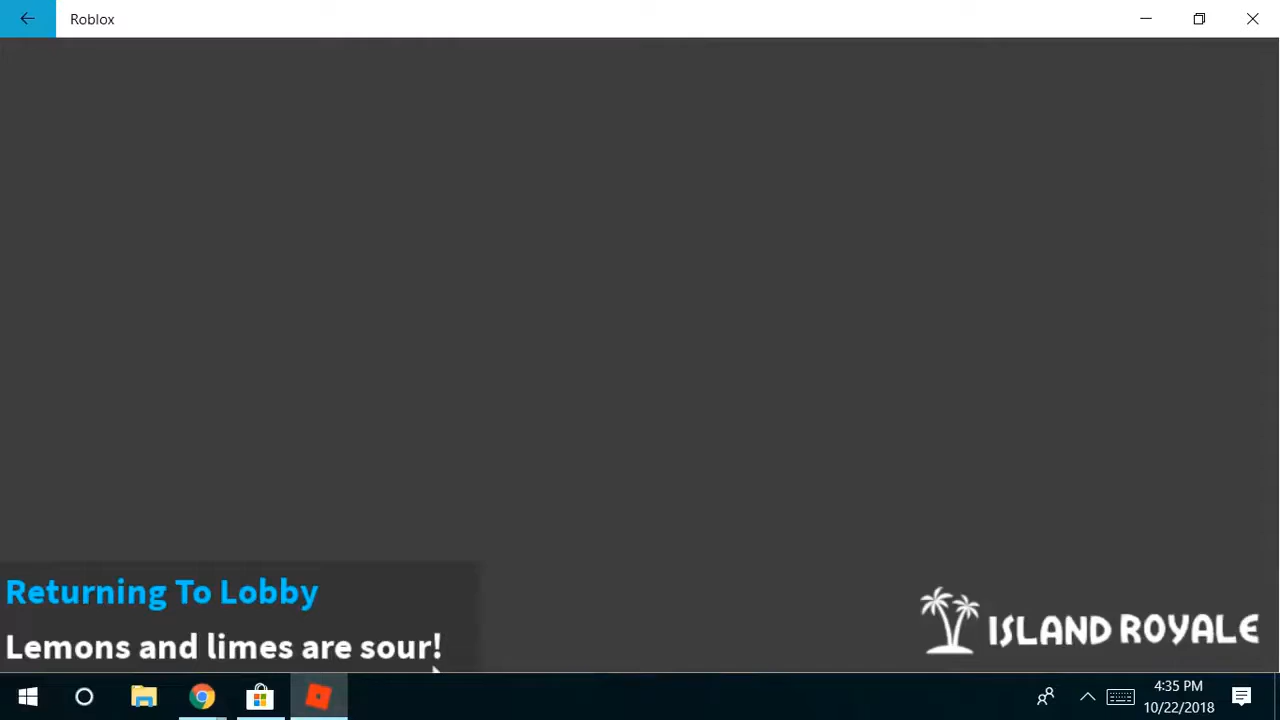 Roblox
Returning To Lobby
Lemons and limes are sour!
ISLAND ROYALE
4:35 PM
10/22/2018